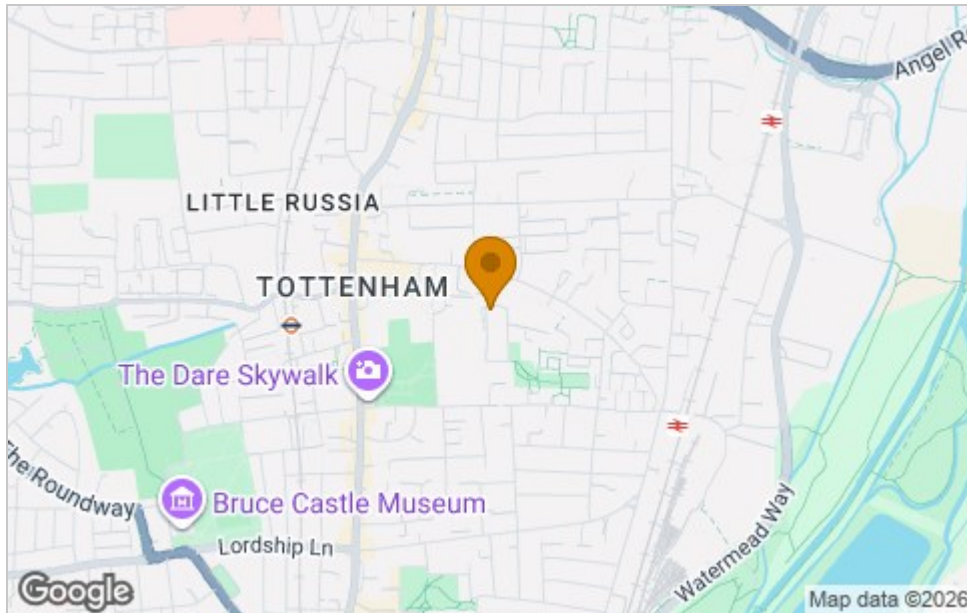 Angel R
LITTLE RUSSIA
TOTTENHAM
The Dare Skywalk
The Roundway
Bruce Castle Museum
Lordship Ln
Watermead Way
Google
Map data ©2026